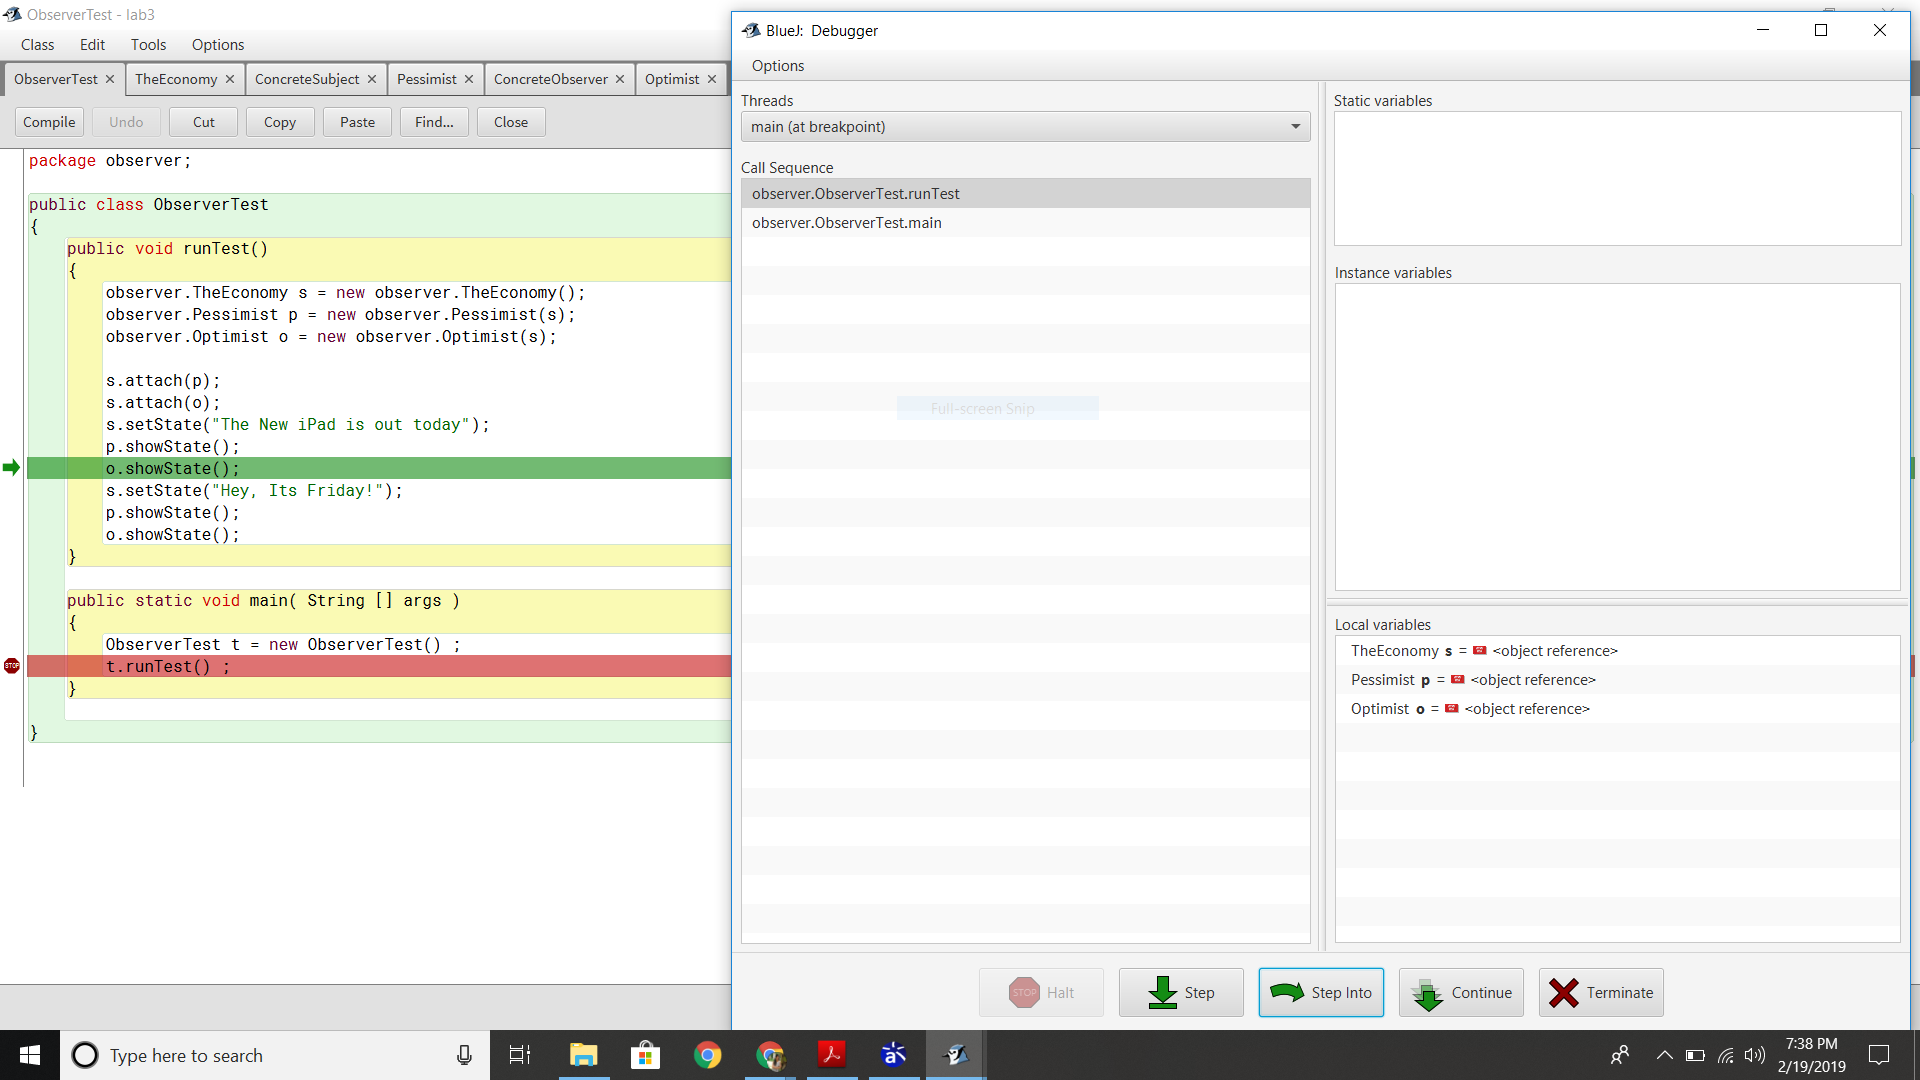 ObserverTest - lab3
Class Edit Tools Options
ObserverTest TheEconomy ConcreteSubject Pessimist ConcreteObserver Optimist
Compile Undo Cut Copy Paste Find... Close
package observer;
public class ObserverTest
{
public void runTest()
{
observer.TheEconomy s = new observer.TheEconomy();
observer.Pessimist p = new observer.Pessimist(s);
observer.Optimist o = new observer.Optimist(s);
s.attach(p);
s.attach(o);
s.setState("The New iPad is out today");
p.showState();
o.showState();
s.setState("Hey, Its Friday!");
p.showState();
o.showState();
}
public static void main( String [] args )
{
ObserverTest t = new ObserverTest() ;
STOP t.runTest() ;
}
}
BlueJ: Debugger
Options
Threads
main (at breakpoint)
Call Sequence
observer.ObserverTest.runTest
observer.ObserverTest.main
Full-screen Snip
Static variables
Instance variables
Local variables
TheEconomy s = <object reference>
Pessimist p = <object reference>
Optimist o = <object reference>
STOP Halt Step Step Into Continue Terminate
Type here to search
7:38 PM
2/19/2019